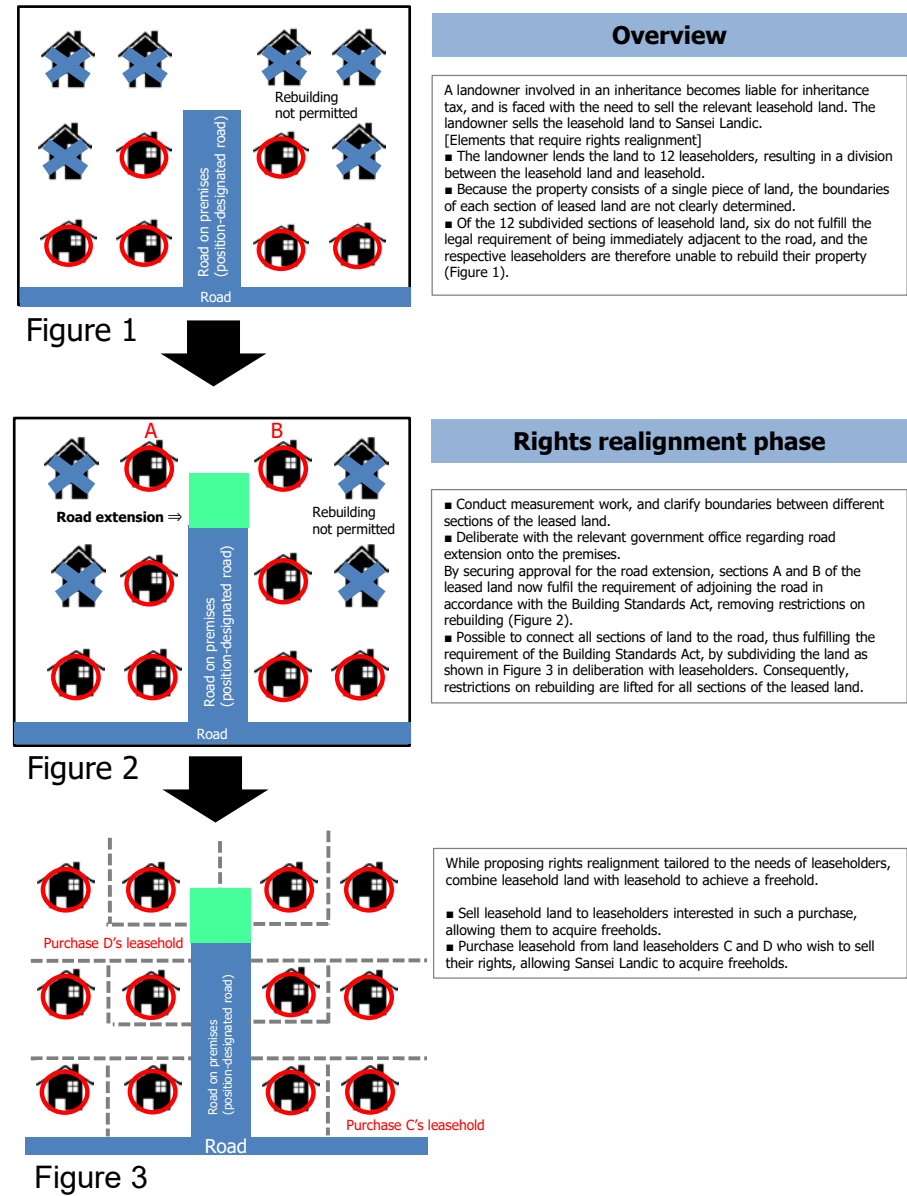 Overview
Rebuilding
not permitted
Road on premises
(position-designated road)
Road
Figure 1
A landowner involved in an inheritance becomes liable for inheritance
tax, and is faced with the need to sell the relevant leasehold land. The
landowner sells the leasehold land to Sansei Landic.
[Elements that require rights realignment]
■ The landowner lends the land to 12 leaseholders, resulting in a division
between the leasehold land and leasehold.
■ Because the property consists of a single piece of land, the boundaries
of each section of leased land are not clearly determined.
■ Of the 12 subdivided sections of leasehold land, six do not fulfill the
legal requirement of being immediately adjacent to the road, and the
respective leaseholders are therefore unable to rebuild their property
(Figure 1).
A
B
Road extension ⇒
Rebuilding
not permitted
Road on premises
(position-designated road)
Road
Figure 2
Rights realignment phase
■ Conduct measurement work, and clarify boundaries between different
sections of the leased land.
■ Deliberate with the relevant government office regarding road
extension onto the premises.
By securing approval for the road extension, sections A and B of the
leased land now fulfil the requirement of adjoining the road in
accordance with the Building Standards Act, removing restrictions on
rebuilding (Figure 2).
■ Possible to connect all sections of land to the road, thus fulfilling the
requirement of the Building Standards Act, by subdividing the land as
shown in Figure 3 in deliberation with leaseholders. Consequently,
restrictions on rebuilding are lifted for all sections of the leased land.
Purchase D's leasehold
Road on premises
(position-designated road)
Purchase C's leasehold
Road
Figure 3
While proposing rights realignment tailored to the needs of leaseholders,
combine leasehold land with leasehold to achieve a freehold.
■ Sell leasehold land to leaseholders interested in such a purchase,
allowing them to acquire freeholds.
■ Purchase leasehold from land leaseholders C and D who wish to sell
their rights, allowing Sansei Landic to acquire freeholds.